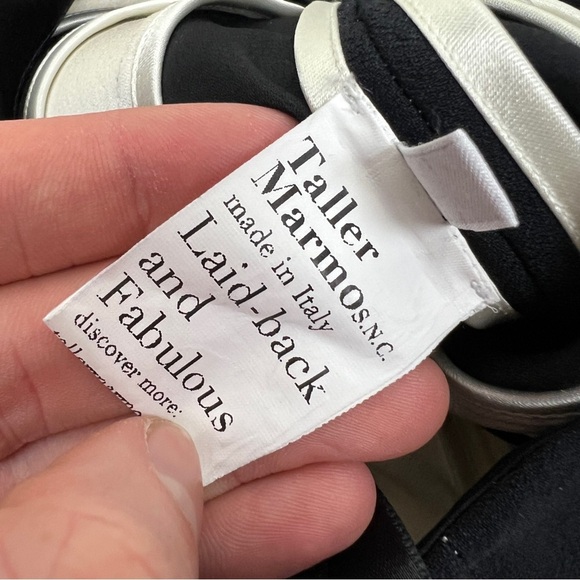 Taller
Marmo S.N.C.
made in Italy
Laid-back
and
Fabulous
discover more: